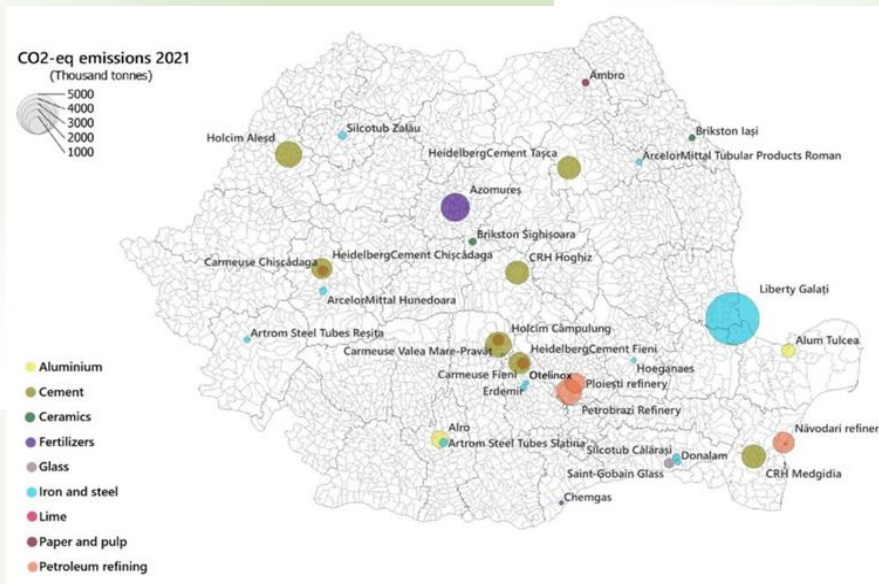 CO2-eq emissions 2021
(Thousand tonnes)
5000
4000
3000
2000
1000
Ambro
Silcotub Zalău
Brikston Iași
Holcim Aleșd
HeidelbergCement Tașca
ArcelorMittal Tubular Products Roman
Azomureș
Brikston Sighișoara
HeidelbergCement Chișcădaga
CRH Hoghiz
Carmeuse Chișcădaga
Liberty Galați
ArcelorMittal Hunedoara
Holcim Câmpulung
Artrom Steel Tubes Reșița
Alum Tulcea
Carmeuse Valea Mare-Pravăț
HeidelbergCement Fieni
Hoeganaes
Carmeuse Fieni
Otelinox
Ploiești refinery
Erdemir
Petrobrazi Refinery
Alro
Năvodari refiner
Artrom Steel Tubes Slatina
Silcotub Călărași
Donalam
Saint-Gobain Glass
CRH Medgidia
Chemgas
Aluminium
Cement
Ceramics
Fertilizers
Glass
Iron and steel
Lime
Paper and pulp
Petroleum refining